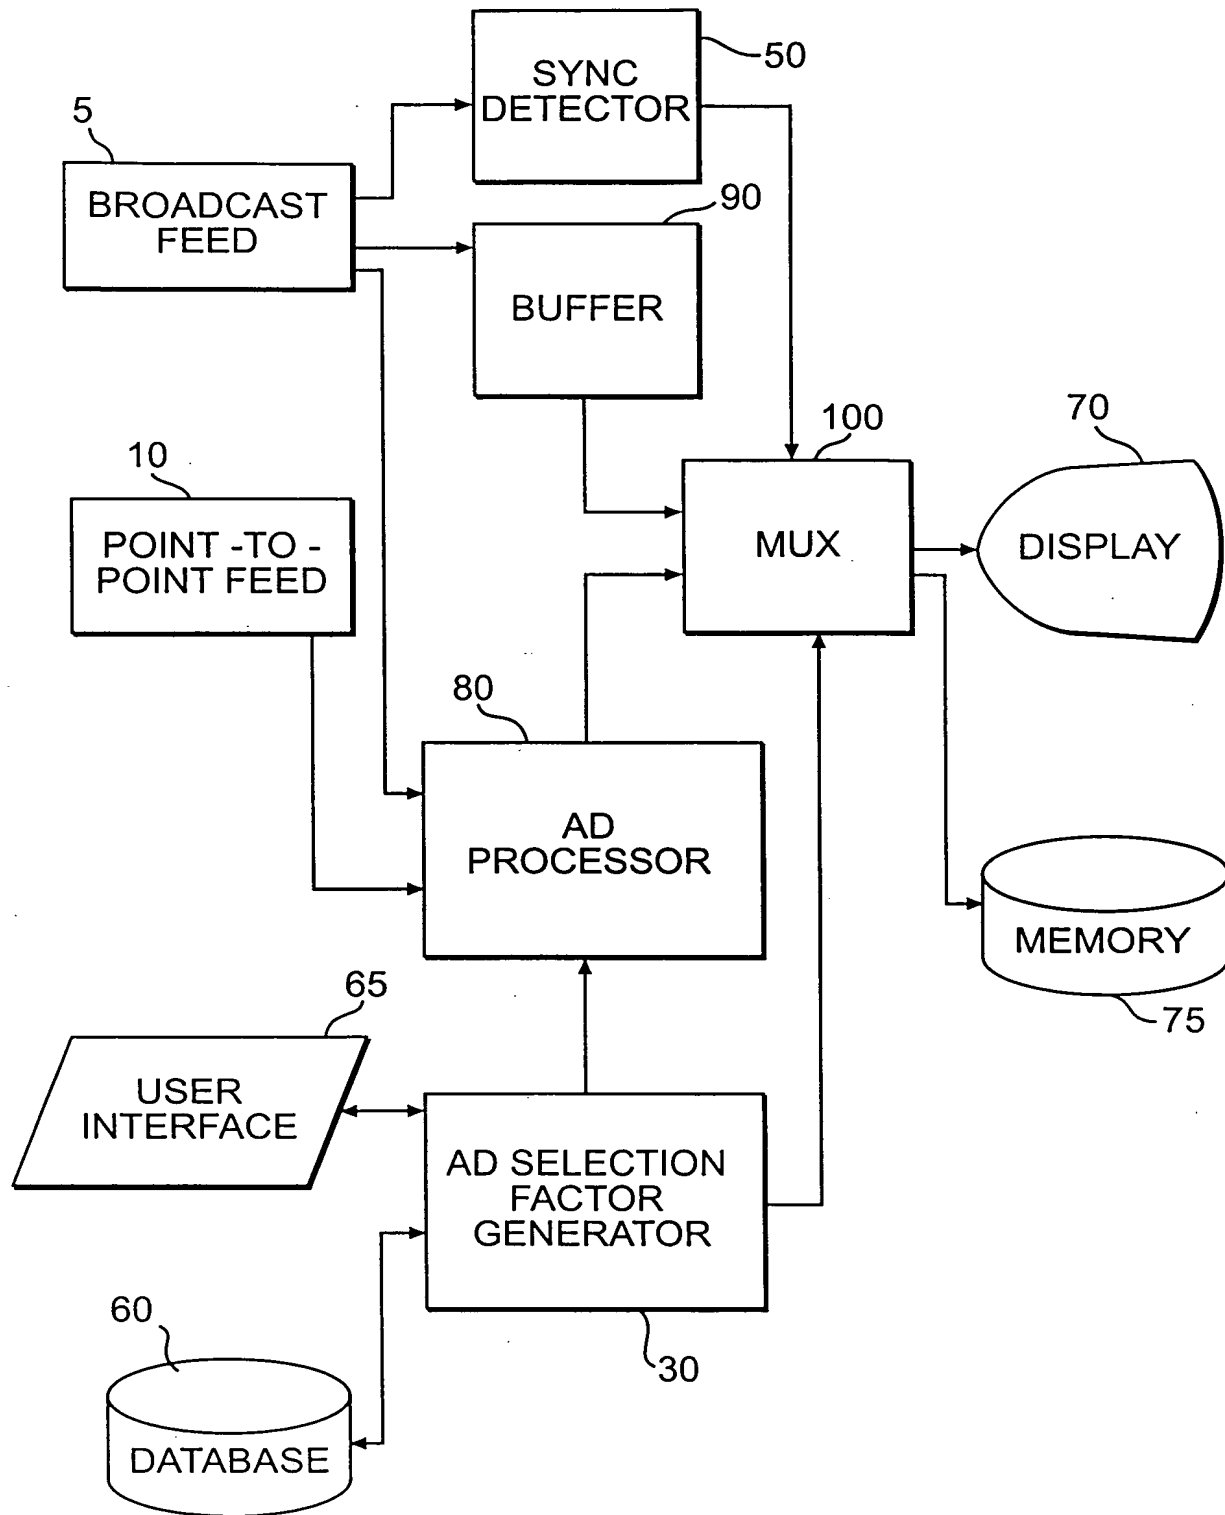 50
SYNC
DETECTOR
5
BROADCAST
FEED
90
BUFFER
100
70
10
POINT -TO -
POINT FEED
MUX
DISPLAY
80
AD
PROCESSOR
MEMORY
75
65
USER
INTERFACE
AD SELECTION
FACTOR
GENERATOR
60
30
DATABASE